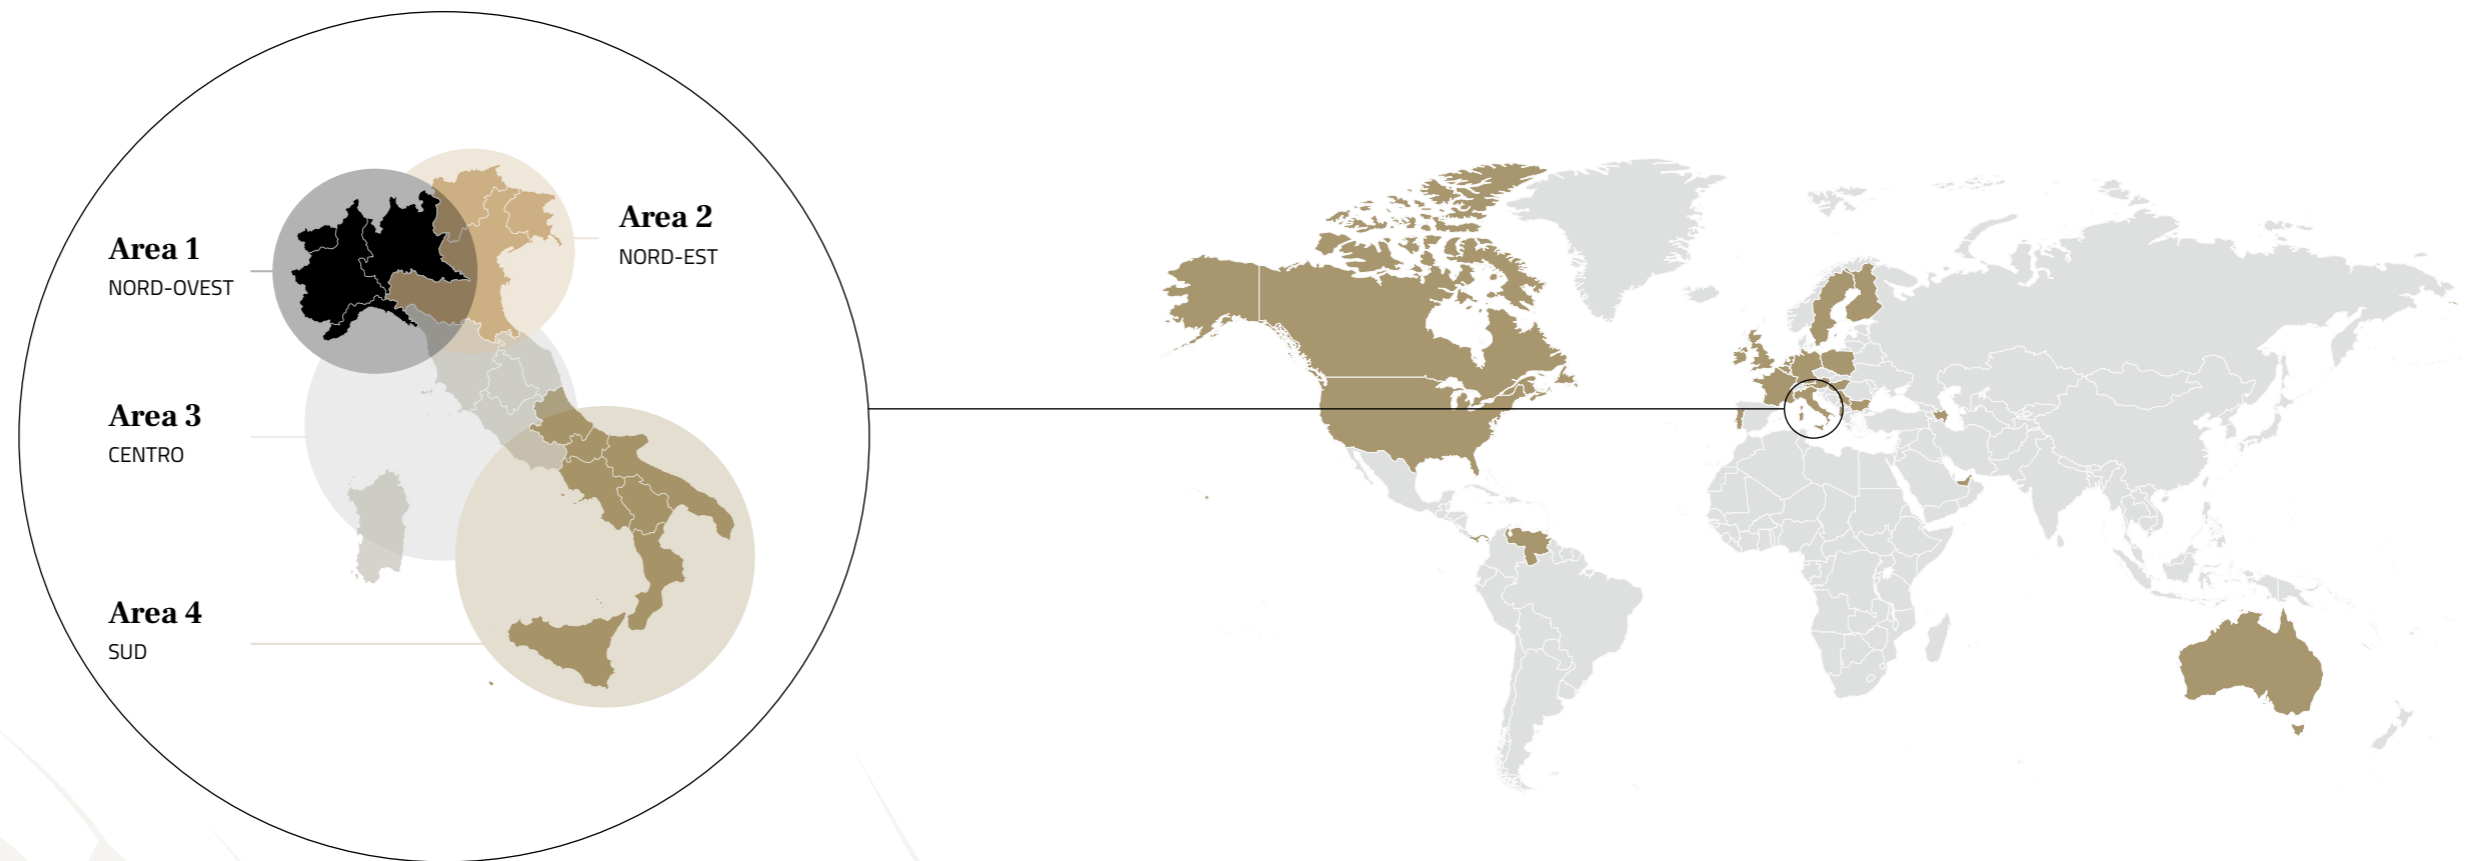 Area 1
NORD-OVEST
Area 2
NORD-EST
Area 3
CENTRO
Area 4
SUD